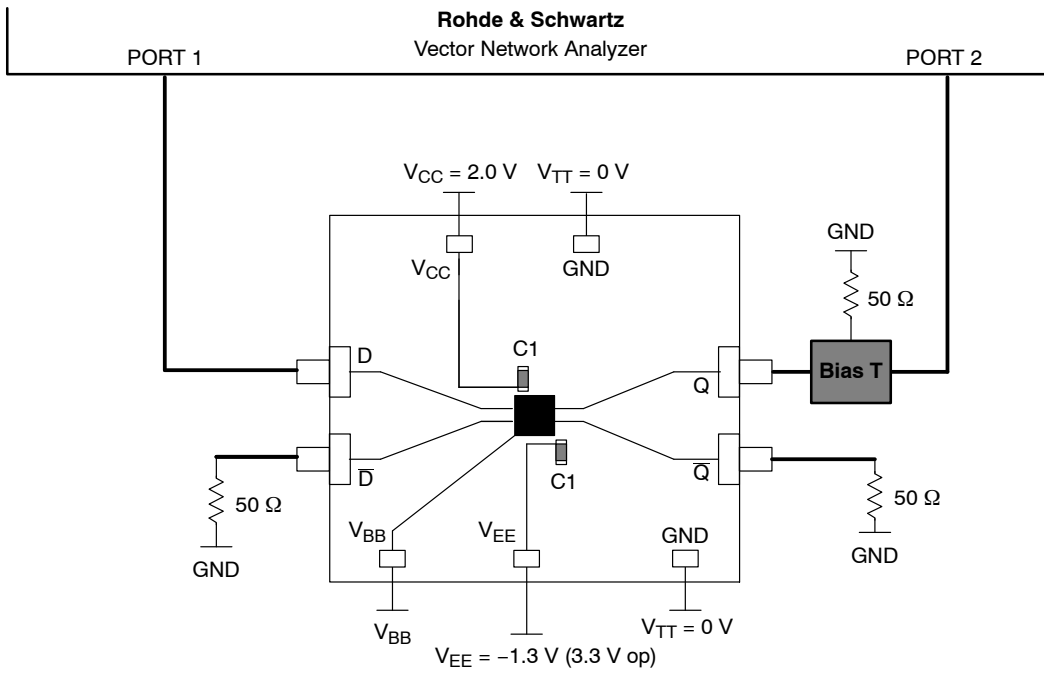 Rohde & Schwartz
Vector Network Analyzer
PORT 1
PORT 2
VCC = 2.0 V
VTT = 0 V
GND
VCC
GND
50 Ω
D
C1
Q
Bias T
D̅
Q̅
C1
50 Ω
50 Ω
VBB
VEE
GND
GND
GND
VBB
VTT = 0 V
VEE = −1.3 V (3.3 V op)